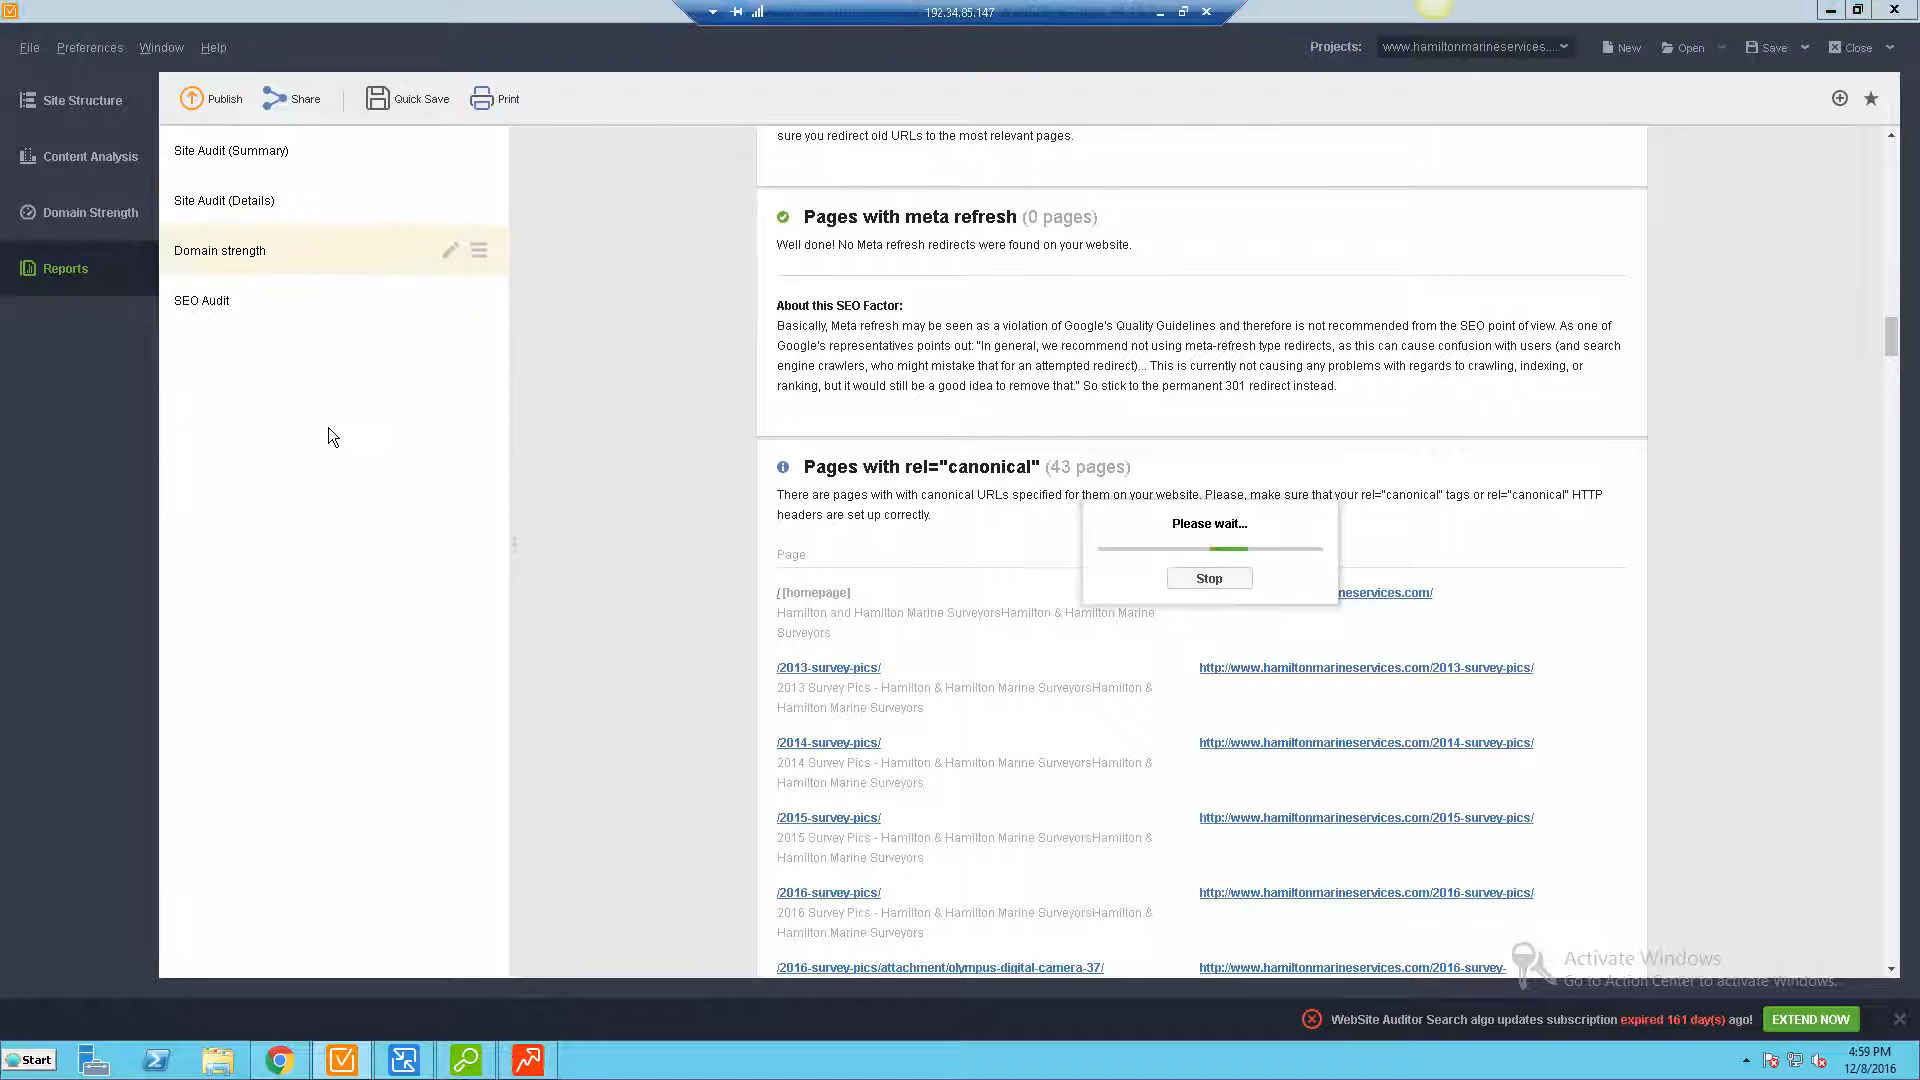 192.34.85.147
File Preferences Window Help
Projects: www.hamiltonmarineservices.... New Open Save Close
Site Structure
Content Analysis
Domain Strength
Reports
Publish Share Quick Save Print
Site Audit (Summary)
Site Audit (Details)
Domain strength
SEO Audit
sure you redirect old URLs to the most relevant pages.
Pages with meta refresh (0 pages)
Well done! No Meta refresh redirects were found on your website.
About this SEO Factor:
Basically, Meta refresh may be seen as a violation of Google's Quality Guidelines and therefore is not recommended from the SEO point of view. As one of
Google's representatives points out: "In general, we recommend not using meta-refresh type redirects, as this can cause confusion with users (and search
engine crawlers, who might mistake that for an attempted redirect)... This is currently not causing any problems with regards to crawling, indexing, or
ranking, but it would still be a good idea to remove that." So stick to the permanent 301 redirect instead.
Pages with rel="canonical" (43 pages)
There are pages with with canonical URLs specified for them on your website. Please, make sure that your rel="canonical" tags or rel="canonical" HTTP
headers are set up correctly.
Please wait...
Stop
Page
/ [homepage] neservices.com/
Hamilton and Hamilton Marine SurveyorsHamilton & Hamilton Marine
Surveyors
/2013-survey-pics/ http://www.hamiltonmarineservices.com/2013-survey-pics/
2013 Survey Pics - Hamilton & Hamilton Marine SurveyorsHamilton &
Hamilton Marine Surveyors
/2014-survey-pics/ http://www.hamiltonmarineservices.com/2014-survey-pics/
2014 Survey Pics - Hamilton & Hamilton Marine SurveyorsHamilton &
Hamilton Marine Surveyors
/2015-survey-pics/ http://www.hamiltonmarineservices.com/2015-survey-pics/
2015 Survey Pics - Hamilton & Hamilton Marine SurveyorsHamilton &
Hamilton Marine Surveyors
/2016-survey-pics/ http://www.hamiltonmarineservices.com/2016-survey-pics/
2016 Survey Pics - Hamilton & Hamilton Marine SurveyorsHamilton &
Hamilton Marine Surveyors
/2016-survey-pics/attachment/olympus-digital-camera-37/ http://www.hamiltonmarineservices.com/2016-survey-
Activate Windows
Go to Action Center to activate Windows.
WebSite Auditor Search algo updates subscription expired 161 day(s) ago! EXTEND NOW
Start
4:59 PM
12/8/2016